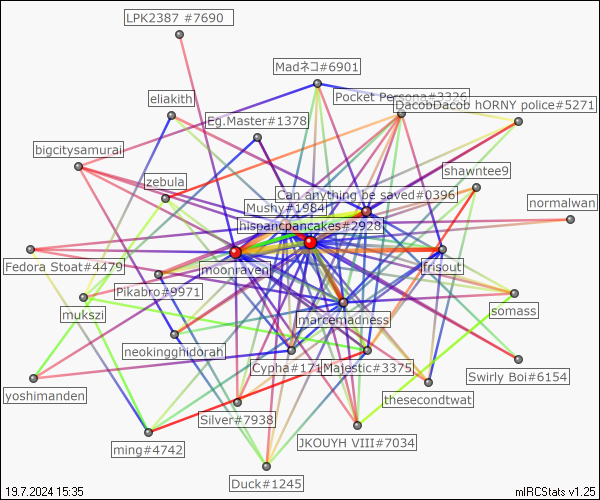 LPK2387 #7690
Madネコ#6901
Pocket Persona#3326
eliakith
DacobDacob hORNY police#5271
Eg.Master#1378
bigcitysamurai
shawntee9
zebula
Can anything be saved#0396
Mushy#1984
normalwan
hispancpancakes#2928
Fedora Stoat#4479
moonraven
frisout
Pikabro#9971
mukszi
somass
marcemadness
neokingghidorah
Cypha#171
Majestic#3375
Swirly Boi#6154
yoshimanden
thesecondtwat
Silver#7938
JKOUYH VIII#7034
ming#4742
Duck#1245
19.7.2024 15:35
mIRCStats v1.25